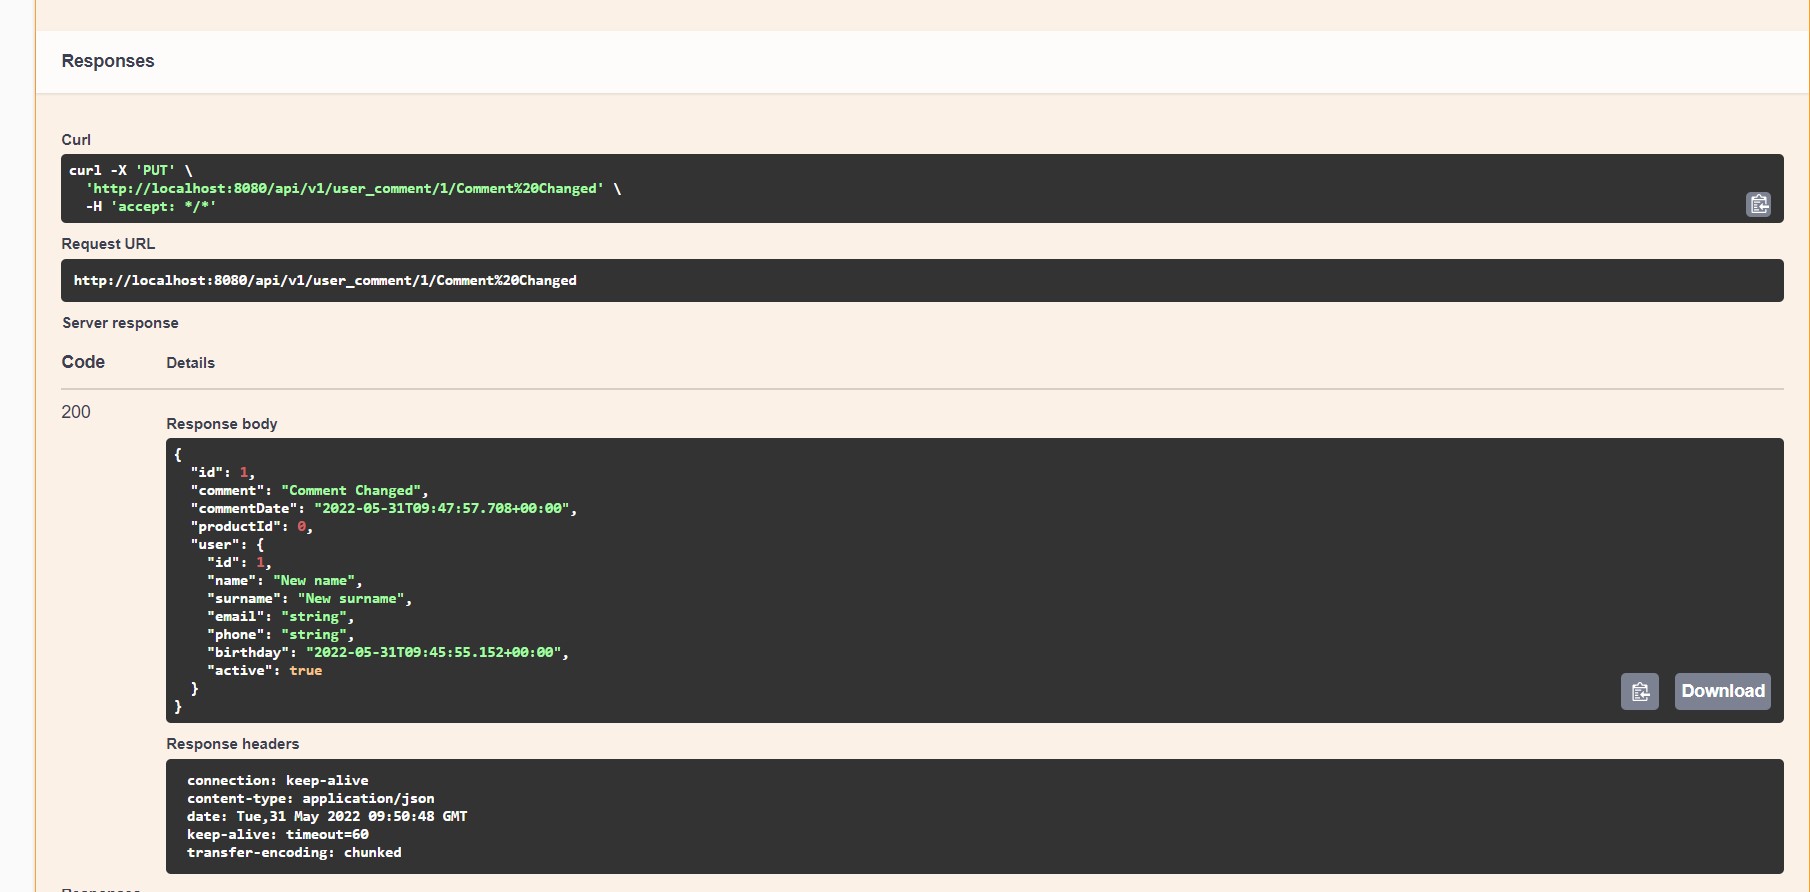 Responses
Curl
curl -X 'PUT' \
  'http://localhost:8080/api/v1/user_comment/1/Comment%20Changed' \
  -H 'accept: */*'
Request URL
http://localhost:8080/api/v1/user_comment/1/Comment%20Changed
Server response
Code Details
200
Response body
{
  "id": 1,
  "comment": "Comment Changed",
  "commentDate": "2022-05-31T09:47:57.708+00:00",
  "productId": 0,
  "user": {
    "id": 1,
    "name": "New name",
    "surname": "New surname",
    "email": "string",
    "phone": "string",
    "birthday": "2022-05-31T09:45:55.152+00:00",
    "active": true
  }
}
Download
Response headers
connection: keep-alive
content-type: application/json
date: Tue,31 May 2022 09:50:48 GMT
keep-alive: timeout=60
transfer-encoding: chunked